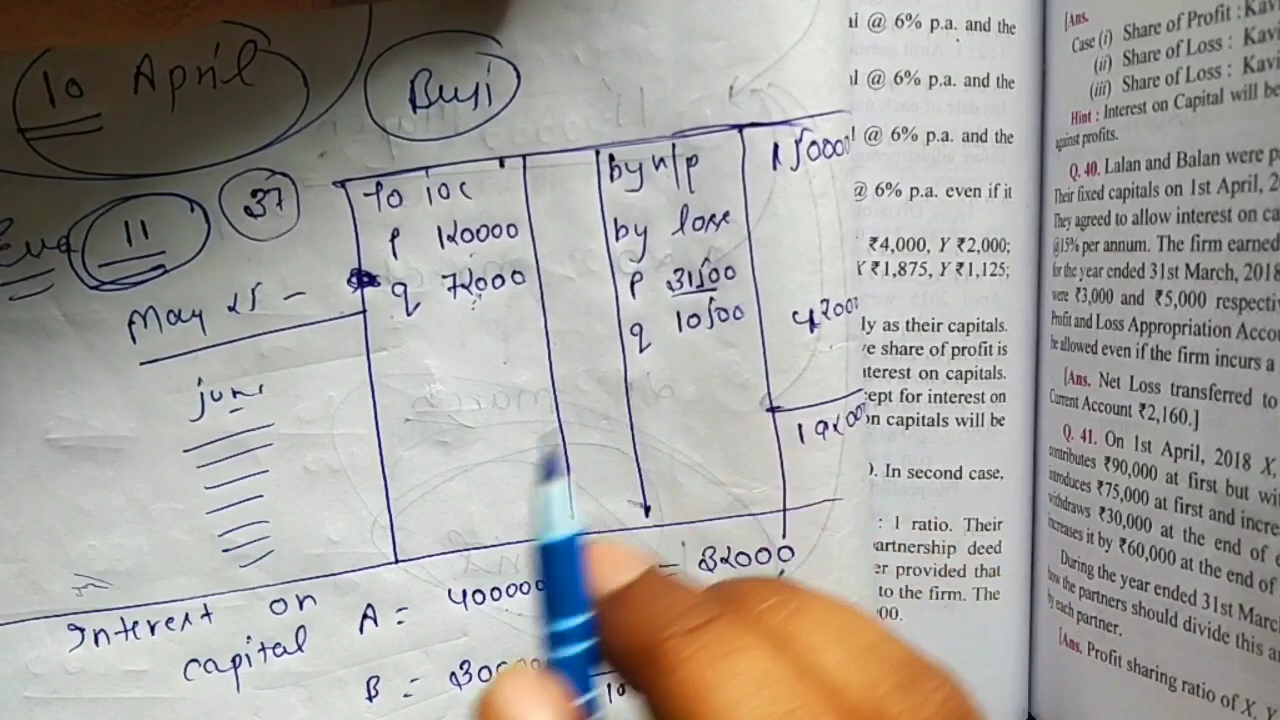 10 April
Busi
11
37
May 25 -
june
To IOC
P 120000
q 72000
by n/p 150000
by loss
P 31500
q 10500
42000
192000
Interest on
capital
A = 400000
= 32000
B =
al @ 6% p.a. and the
al @ 6% p.a. and the
@ 6% p.a. and the
@ 6% p.a. even if it
₹4,000, Y ₹2,000;
₹1,875, Y ₹1,125;
ly as their capitals.
share of profit is
terest on capitals.
cept for interest on
n capitals will be
). In second case,
: 1 ratio. Their
artnership deed
er provided that
to the firm. The
00.
[Ans.
Case (i) Share of Profit : Kavi
(ii) Share of Loss : Kavi
(iii) Share of Loss : Kavi
Hint : Interest on Capital will be
against profits.
Q. 40. Lalan and Balan were p
Their fixed capitals on 1st April, 2
They agreed to allow interest on ca
@15% per annum. The firm earned
for the year ended 31st March, 2018
were ₹3,000 and ₹5,000 respecti
Profit and Loss Appropriation Accou
be allowed even if the firm incurs a
[Ans. Net Loss transferred to
Current Account ₹2,160.]
Q. 41. On 1st April, 2018 X,
contributes ₹90,000 at first but wi
introduces ₹75,000 at first and incre
withdraws ₹30,000 at the end of
increases it by ₹60,000 at the end of
During the year ended 31st March
how the partners should divide this a
by each partner.
[Ans. Profit sharing ratio of X, Y